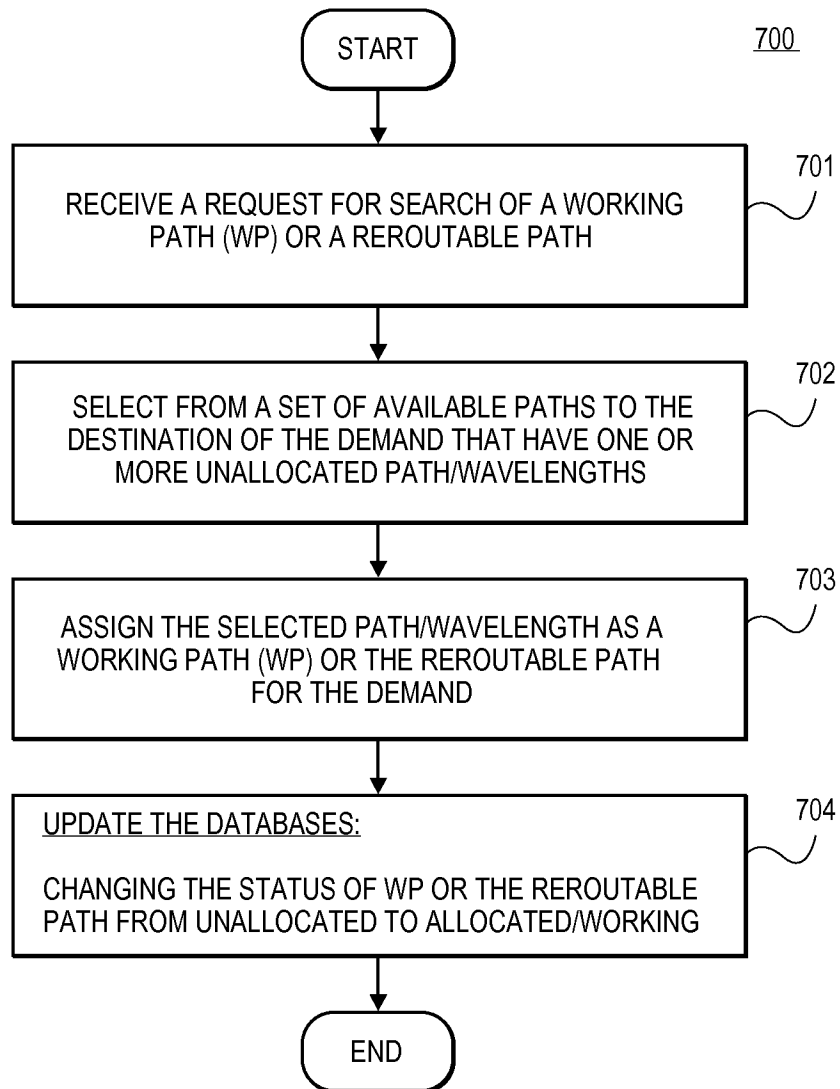 START
700
701
RECEIVE A REQUEST FOR SEARCH OF A WORKING
PATH (WP) OR A REROUTABLE PATH
702
SELECT FROM A SET OF AVAILABLE PATHS TO THE
DESTINATION OF THE DEMAND THAT HAVE ONE OR
MORE UNALLOCATED PATH/WAVELENGTHS
703
ASSIGN THE SELECTED PATH/WAVELENGTH AS A
WORKING PATH (WP) OR THE REROUTABLE PATH
FOR THE DEMAND
704
UPDATE THE DATABASES:
CHANGING THE STATUS OF WP OR THE REROUTABLE
PATH FROM UNALLOCATED TO ALLOCATED/WORKING
END